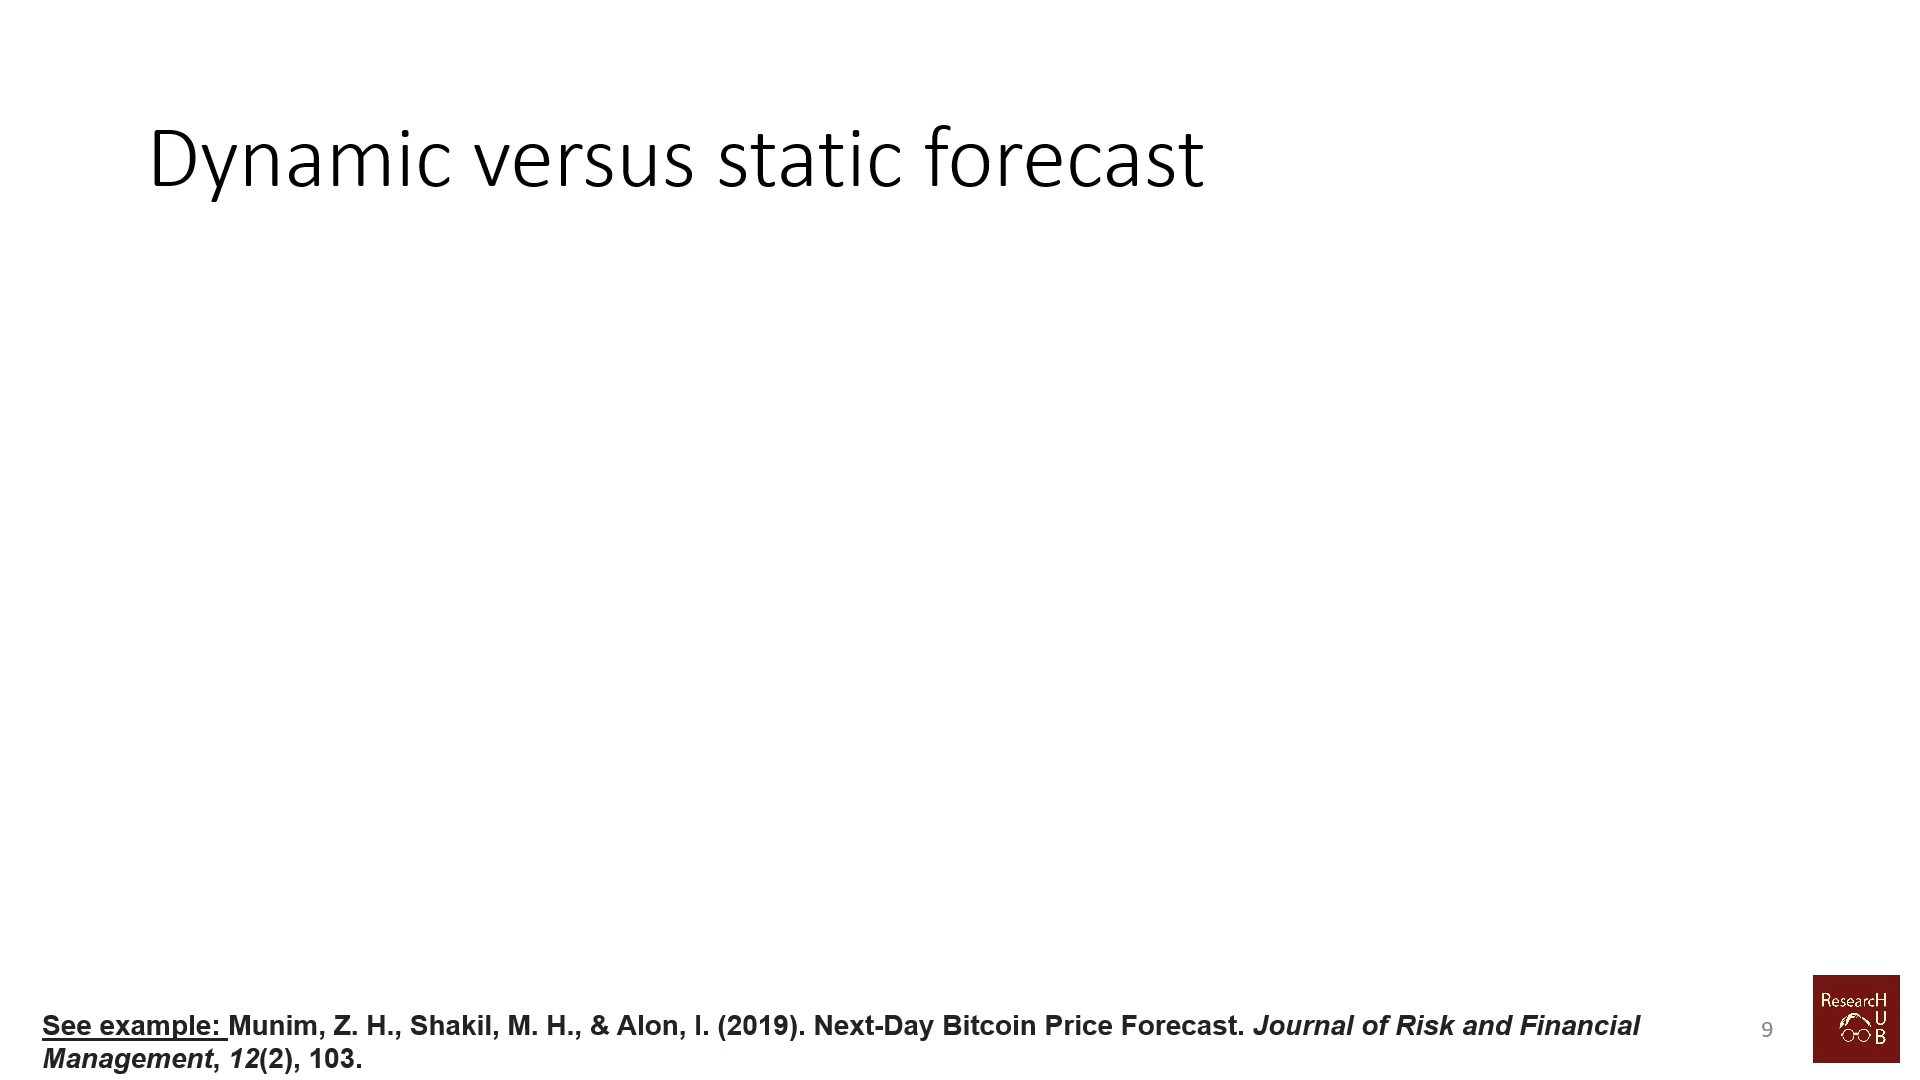 Dynamic versus static forecast
See example: Munim, Z. H., Shakil, M. H., & Alon, I. (2019). Next-Day Bitcoin Price Forecast. Journal of Risk and Financial
Management, 12(2), 103.
9
ResearcH
U
B